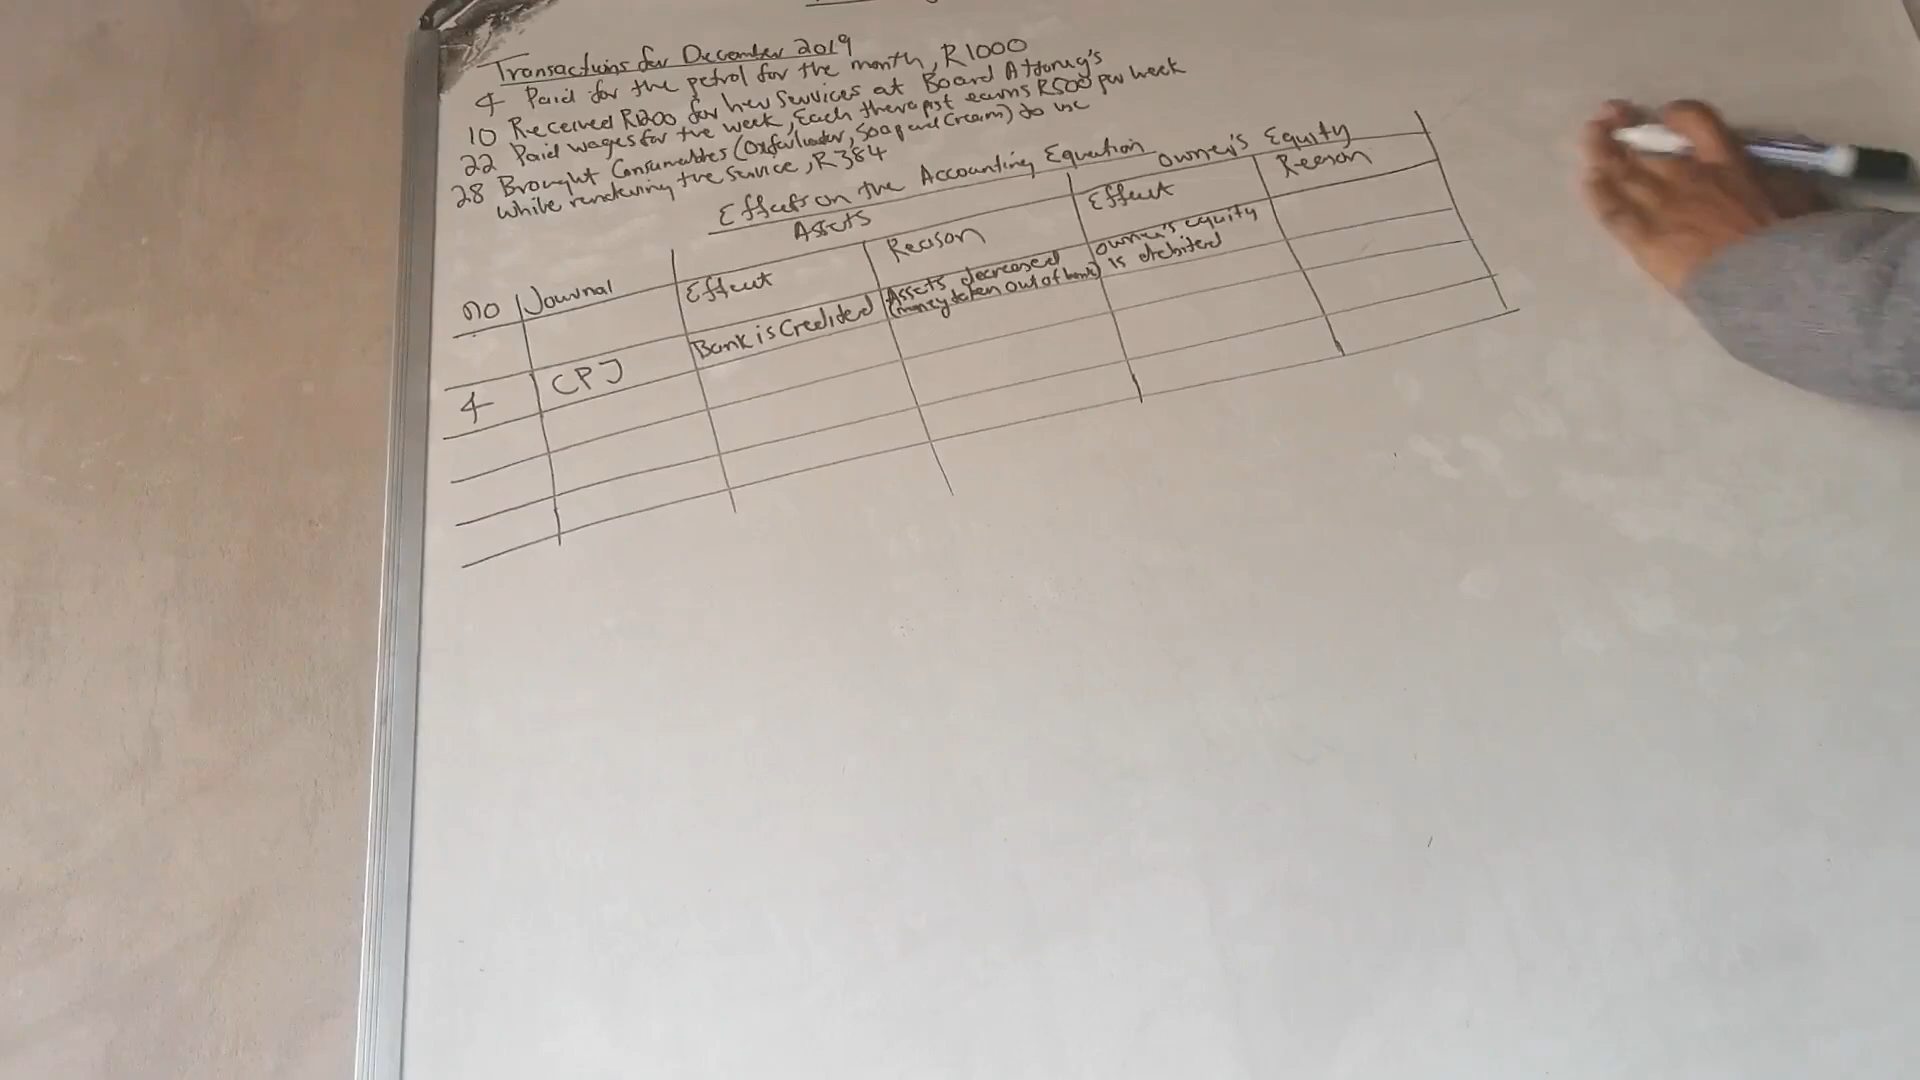 Transactions for December 2019
4 Paid for the petrol for the month, R1000
10 Received R1200 for her services at Board Attorney's
22 Paid wages for the week, Each therapist earns R500 per week
28 Brought Consumables ( Soap and Cream) to use
while rendering the service, R384
Effects on the Accounting Equation
Assets Owner's Equity
no Journal Effect Reason Effect Reason
4 CPJ Bank is Credited Assets decreased owner's equity
(money taken out of bank) is debited